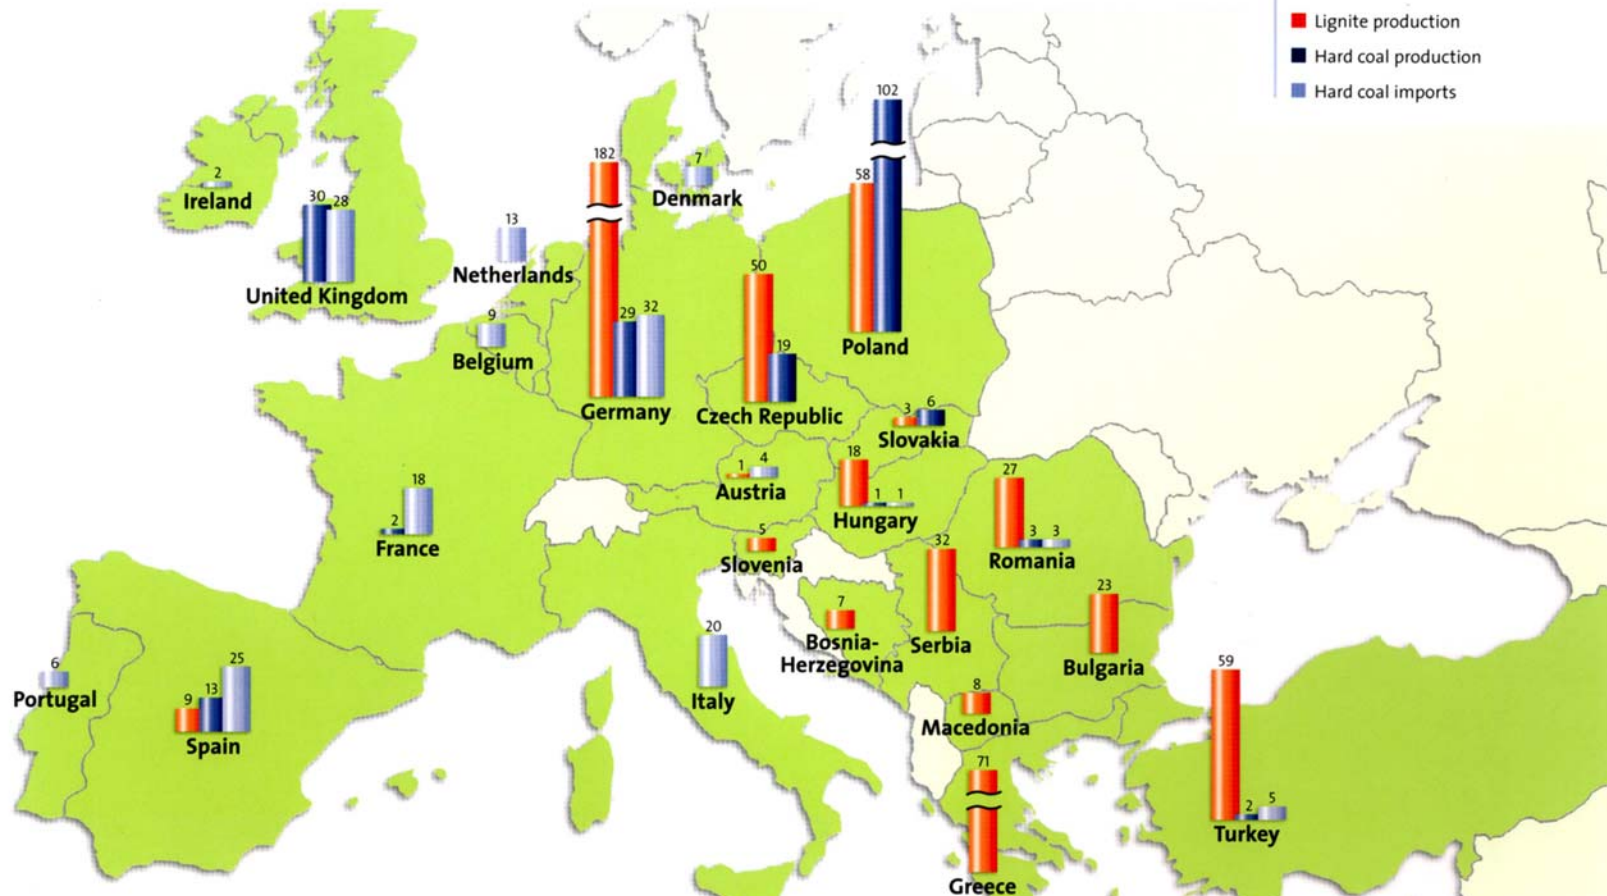 Lignite production
Hard coal production
Hard coal imports
102
182
7
58
2
Ireland
Denmark
30 28
13
Netherlands
50
United Kingdom
9
29 32
19
Poland
Belgium
Germany
Czech Republic
3 6
Slovakia
1 4
18
Austria
27
18
1 1
Hungary
2
France
5
3 3
Slovenia
32
Romania
23
7
20
Bosnia-
Herzegovina
Serbia
6
25
Bulgaria
59
Portugal
9 13
8
Italy
Macedonia
Spain
71
2 5
Turkey
Greece